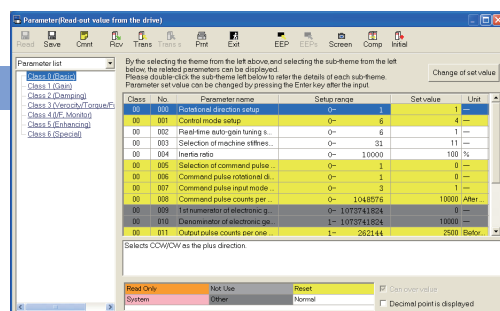 Parameter(Read-out value from the drive)
Read Save Cmnt Rcv Trans Trans s Prnt Exit EEP EEPs Screen Comp Initial
Parameter list
Class 0 (Basic)
Class 1 (Gain)
Class 2 (Damping)
Class 3 (Verocity/Torque/F
Class 4 (I/F, Monitor)
Class 5 (Enhancing)
Class 6 (Special)
By the selecting the theme from the left above,and selecting the sub-theme from the left
below, the related parameters can be displayed.
Please double-click the sub-theme left below to refer the details of each sub-theme.
Parameter set value can be changed by pressing the Enter key after the input.
Change of set value
Class No. Parameter name Setup range Set value Unit
00 000 Rotational direction setup 0- 1 1 —
00 001 Control mode setup 0- 6 4 —
00 002 Real-time auto-gain tuning s... 0- 6 1 —
00 003 Selection of machine stiffnes... 0- 31 11 —
00 004 Inertia ratio 0- 10000 100 %
00 005 Selection of command pulse ... 0- 1 0 —
00 006 Command pulse rotational di... 0- 1 0 —
00 007 Command pulse input mode ... 0- 3 1 —
00 008 Command pulse counts per ... 0- 1048576 10000 After ...
00 009 1st numerator of electronic ge... 0- 1073741824 0 —
00 010 Denominator of electronic ge... 1- 1073741824 10000 —
00 011 Output pulse counts per one ... 1- 262144 2500 Befor...
Selects CCW/CW as the plus direction.
Read Only Not Use Reset
System Other Normal
Can over value
Decimal point is displayed